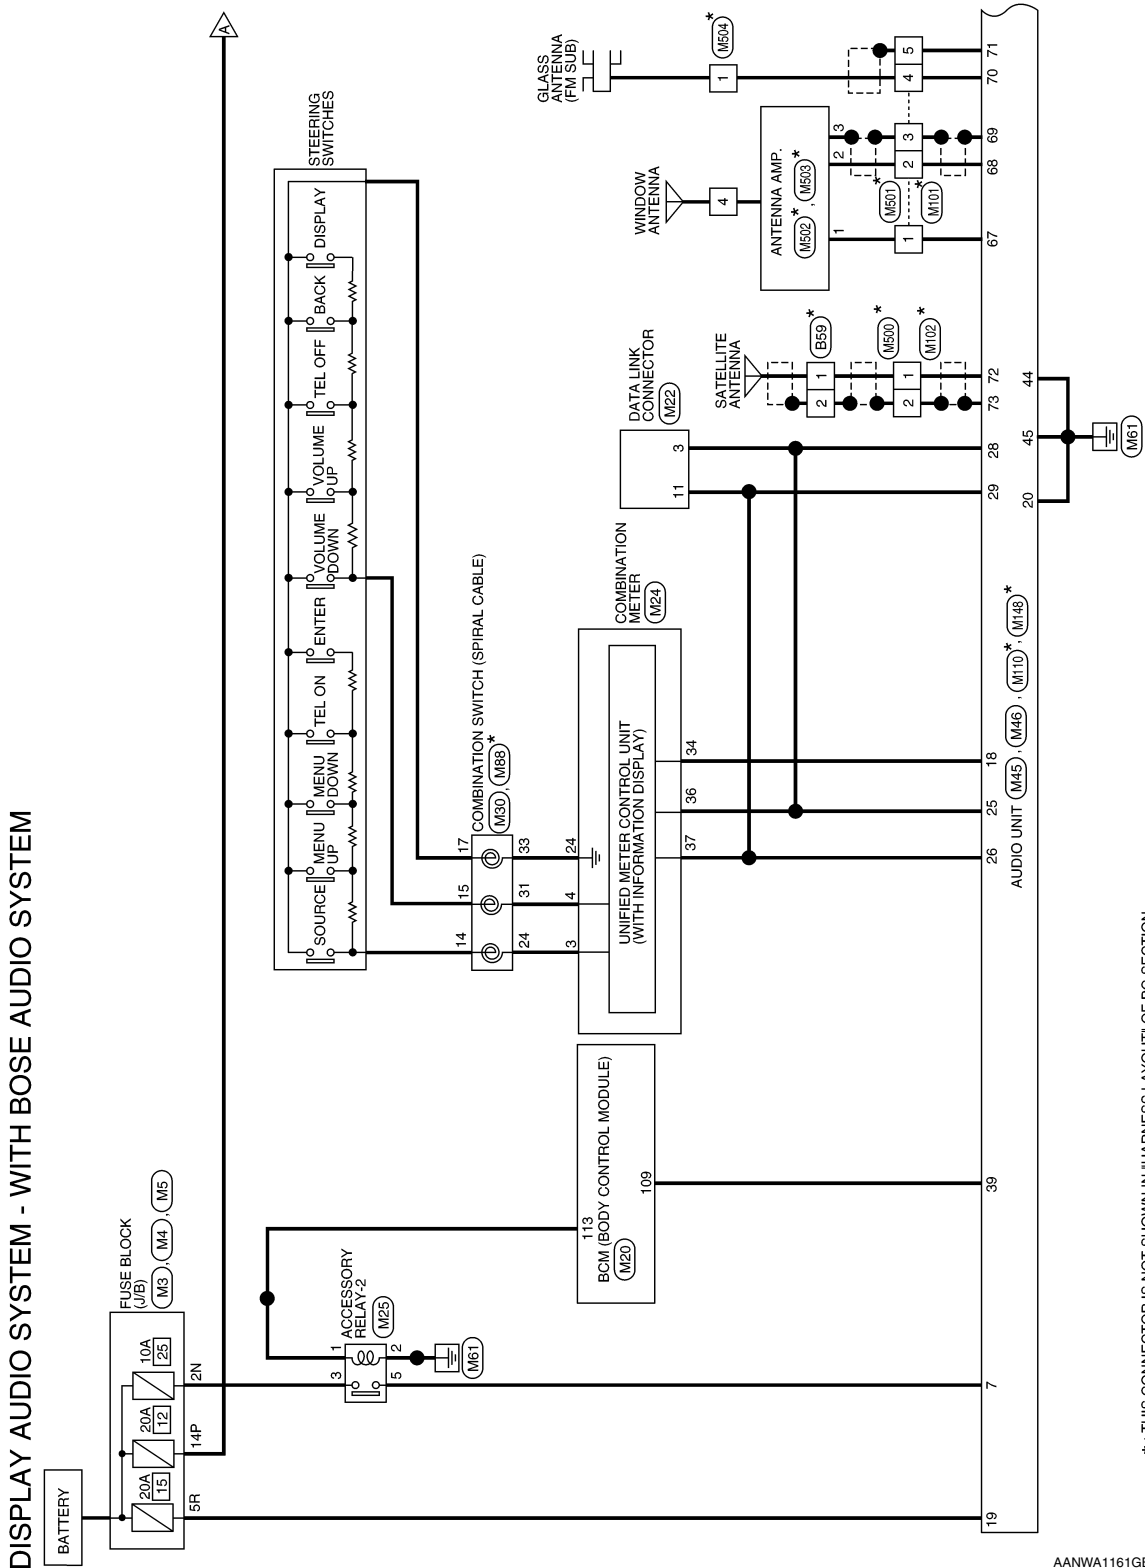 DISPLAY AUDIO SYSTEM - WITH BOSE AUDIO SYSTEM
BATTERY
FUSE BLOCK
(J/B)
M3 , M4 , M5
20A
15
20A
12
10A
25
5R
14P
2N
A
ACCESSORY
RELAY-2
M25
1
3
2
5
M61
113
BCM (BODY CONTROL MODULE)
M20
109
STEERING
SWITCHES
SOURCE
MENU
UP
MENU
DOWN
TEL ON
ENTER
VOLUME
DOWN
VOLUME
UP
TEL OFF
BACK
DISPLAY
COMBINATION SWITCH (SPIRAL CABLE)
M30 , M88 *
14
15
17
24
31
33
3
4
24
COMBINATION
METER
M24
UNIFIED METER CONTROL UNIT
(WITH INFORMATION DISPLAY)
37
36
34
DATA LINK
CONNECTOR
M22
11
3
SATELLITE
ANTENNA
2
1
B59 *
M500 *
2
1
M102 *
WINDOW
ANTENNA
4
ANTENNA AMP.
M502 * , M503 *
1
2
3
M501 *
1
2
3
4
5
M101 *
GLASS
ANTENNA
(FM SUB)
1
M504 *
19
7
39
26
25
18
29
28
73
72
67
68
69
70
71
AUDIO UNIT M45 , M46 , M110 * , M148 *
20
45
44
M61
AANWA1161GB